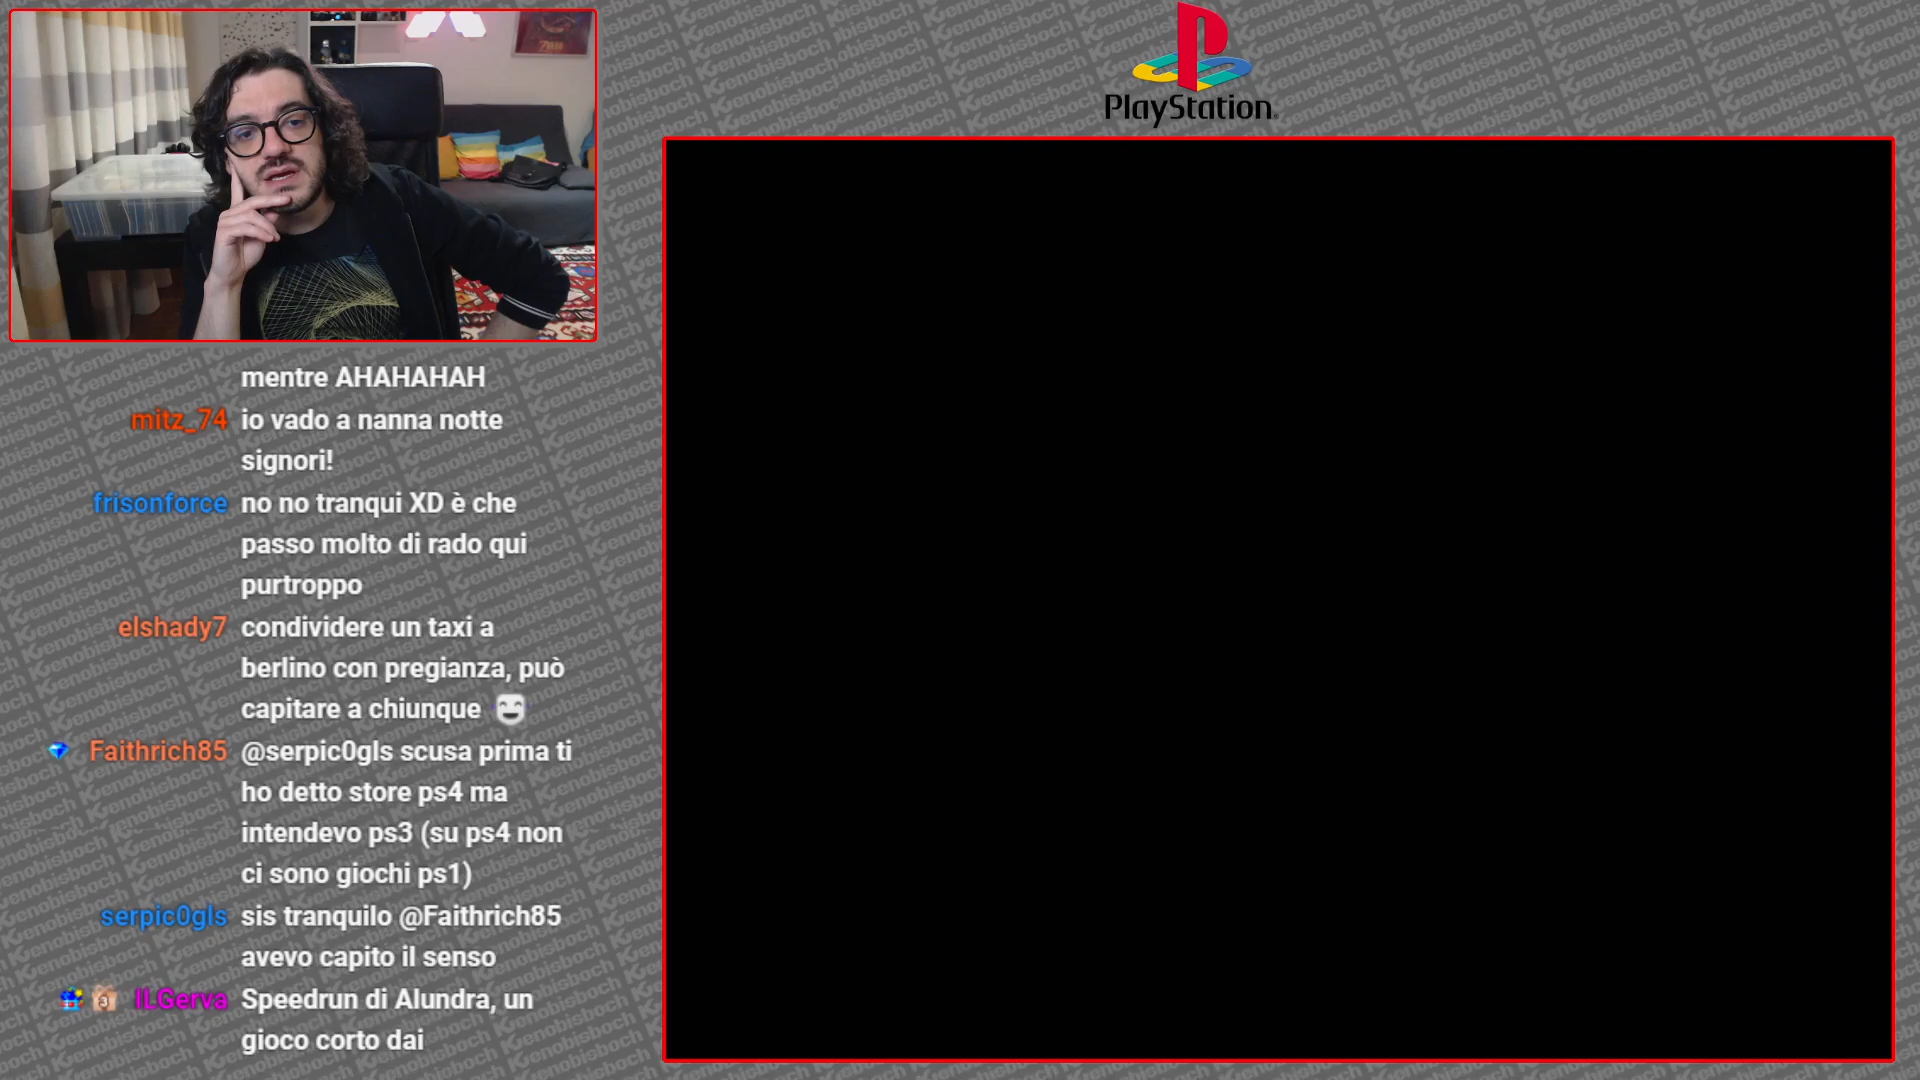 PlayStation
mentre AHAHAHAH
mitz_74 io vado a nanna notte
signori!
frisonforce no no tranqui XD è che
passo molto di rado qui
purtroppo
elshady7 condividere un taxi a
berlino con pregianza, può
capitare a chiunque
Faithrich85 @serpic0gls scusa prima ti
ho detto store ps4 ma
intendevo ps3 (su ps4 non
ci sono giochi ps1)
serpic0gls sis tranquilo @Faithrich85
avevo capito il senso
3 ILGerva Speedrun di Alundra, un
gioco corto dai
Kenobisboch